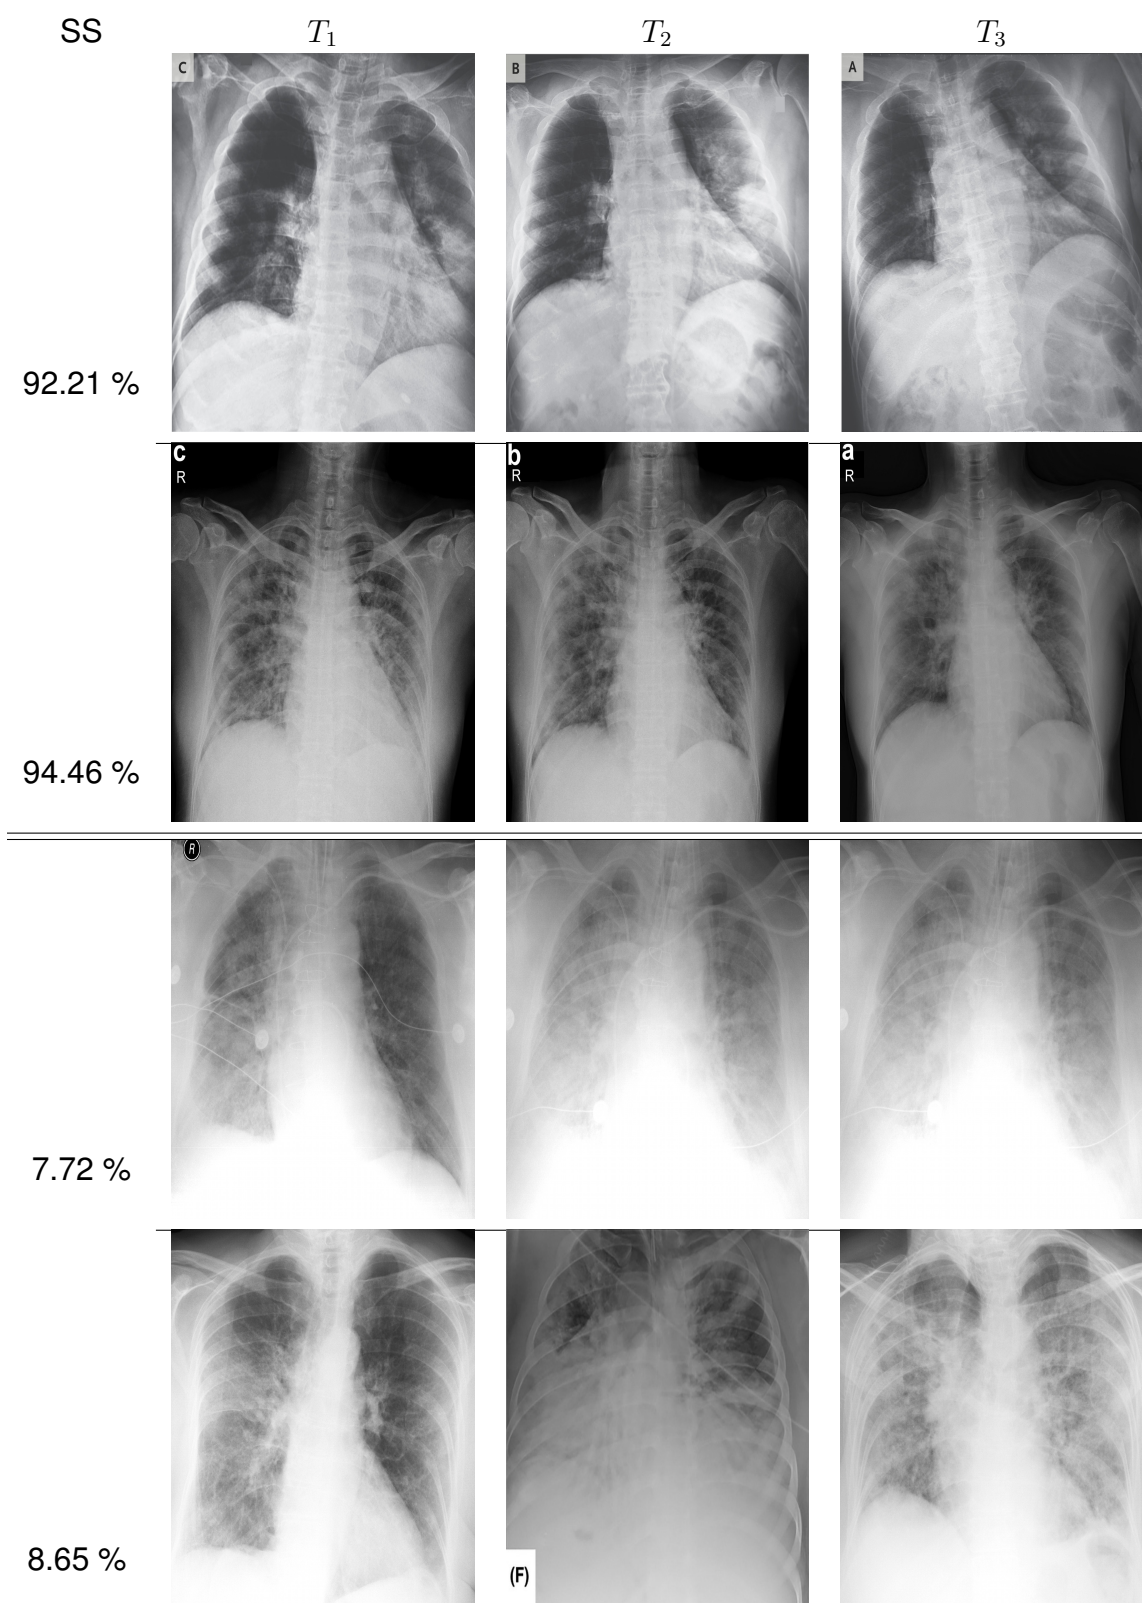 SS T₁ T₂ T₃
C B A
92.21 %
c b a
R R R
94.46 %
R
7.72 %
8.65 %
(F)